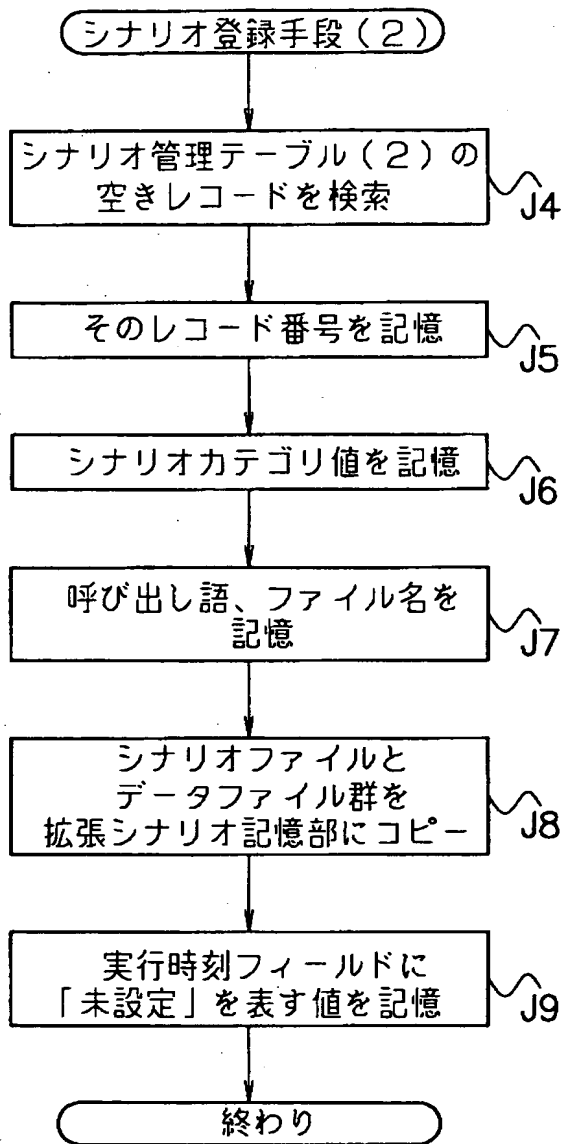 シナリオ登録手段(2)
シナリオ管理テーブル(2)の
空きレコードを検索
J4
そのレコード番号を記憶
J5
シナリオカテゴリ値を記憶
J6
呼び出し語、ファイル名を
記憶
J7
シナリオファイルと
データファイル群を
拡張シナリオ記憶部にコピー
J8
実行時刻フィールドに
「未設定」を表す値を記憶
J9
終わり